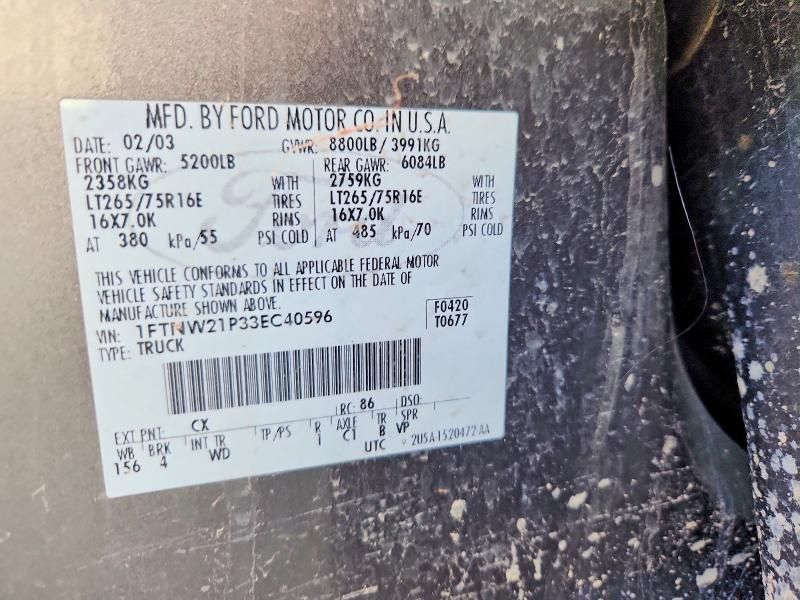 MFD. BY FORD MOTOR CO. IN U.S.A.
DATE: 02/03 GVWR: 8800LB/ 3991KG
FRONT GAWR: 5200LB REAR GAWR: 6084LB
2358KG WITH 2759KG WITH
LT265/75R16E TIRES LT265/75R16E TIRES
16X7.0K RIMS 16X7.0K RIMS
AT 380 kPa/55 PSI COLD AT 485 kPa/70 PSI COLD
THIS VEHICLE CONFORMS TO ALL APPLICABLE FEDERAL MOTOR
VEHICLE SAFETY STANDARDS IN EFFECT ON THE DATE OF
MANUFACTURE SHOWN ABOVE.
F0420
VIN: 1FTNW21P33EC40596 T0677
TYPE: TRUCK
EXT PNT: CX RC: 86 DSO:
WB BRK INT TR TP/PS R AXLE TR SPR
156 4 WD 1 C1 B VP
UTC 2U5A-1520472-AA